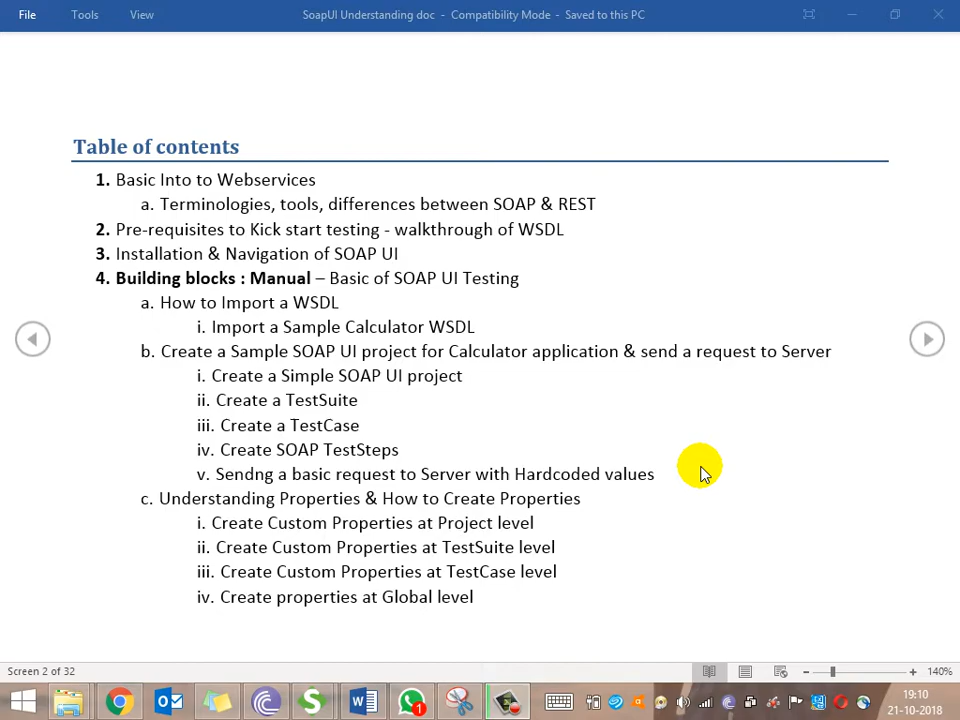 File Tools View SoapUI Understanding doc - Compatibility Mode - Saved to this PC
Table of contents
1. Basic Into to Webservices
a. Terminologies, tools, differences between SOAP & REST
2. Pre-requisites to Kick start testing - walkthrough of WSDL
3. Installation & Navigation of SOAP UI
4. Building blocks : Manual – Basic of SOAP UI Testing
a. How to Import a WSDL
i. Import a Sample Calculator WSDL
b. Create a Sample SOAP UI project for Calculator application & send a request to Server
i. Create a Simple SOAP UI project
ii. Create a TestSuite
iii. Create a TestCase
iv. Create SOAP TestSteps
v. Sendng a basic request to Server with Hardcoded values
c. Understanding Properties & How to Create Properties
i. Create Custom Properties at Project level
ii. Create Custom Properties at TestSuite level
iii. Create Custom Properties at TestCase level
iv. Create properties at Global level
Screen 2 of 32 140%
19:10
21-10-2018